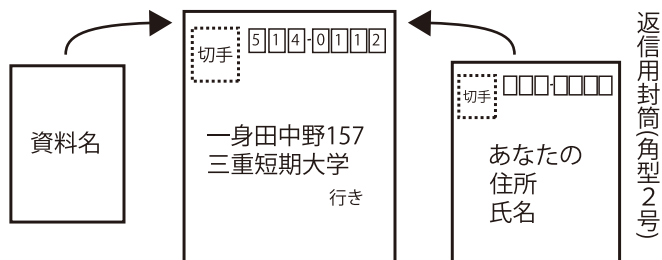 資料名
切手
514-0112
一身田中野157
三重短期大学
行き
切手
あなたの
住所
氏名
返信用封筒(角型2号)